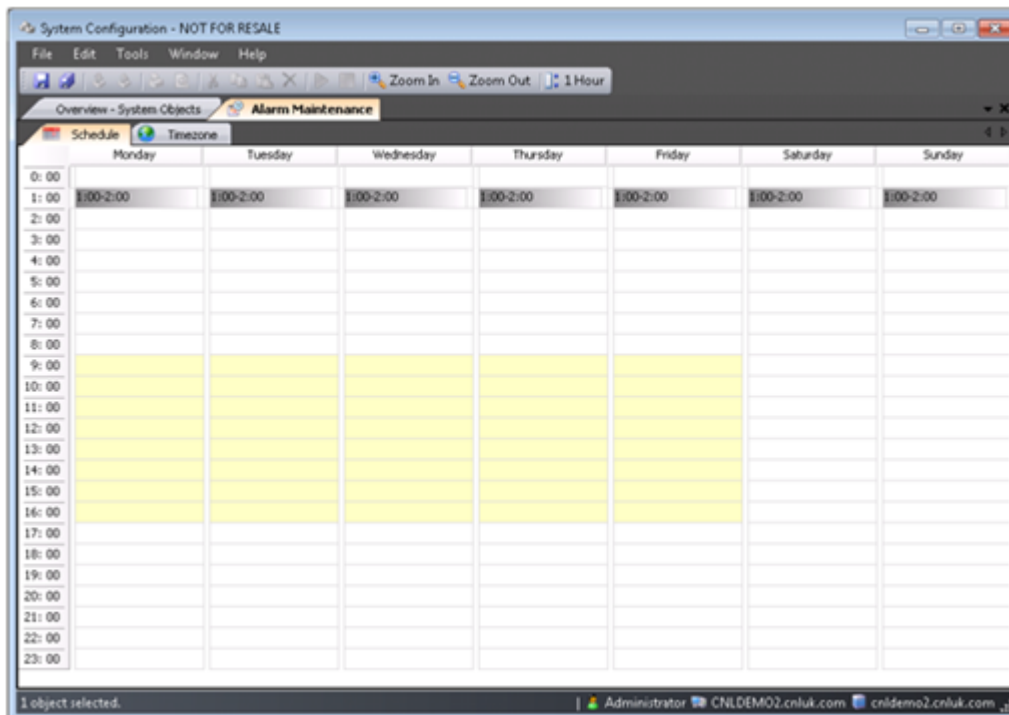 System Configuration - NOT FOR RESALE
File Edit Tools Window Help
Zoom In Zoom Out 1 Hour
Overview - System Objects Alarm Maintenance
Schedule Timezone
Monday Tuesday Wednesday Thursday Friday Saturday Sunday
0: 00
1: 00 1:00-2:00 1:00-2:00 1:00-2:00 1:00-2:00 1:00-2:00 1:00-2:00 1:00-2:00
2: 00
3: 00
4: 00
5: 00
6: 00
7: 00
8: 00
9: 00
10: 00
11: 00
12: 00
13: 00
14: 00
15: 00
16: 00
17: 00
18: 00
19: 00
20: 00
21: 00
22: 00
23: 00
1 object selected. | Administrator CNLDEMO2.cnluk.com cnldemo2.cnluk.com